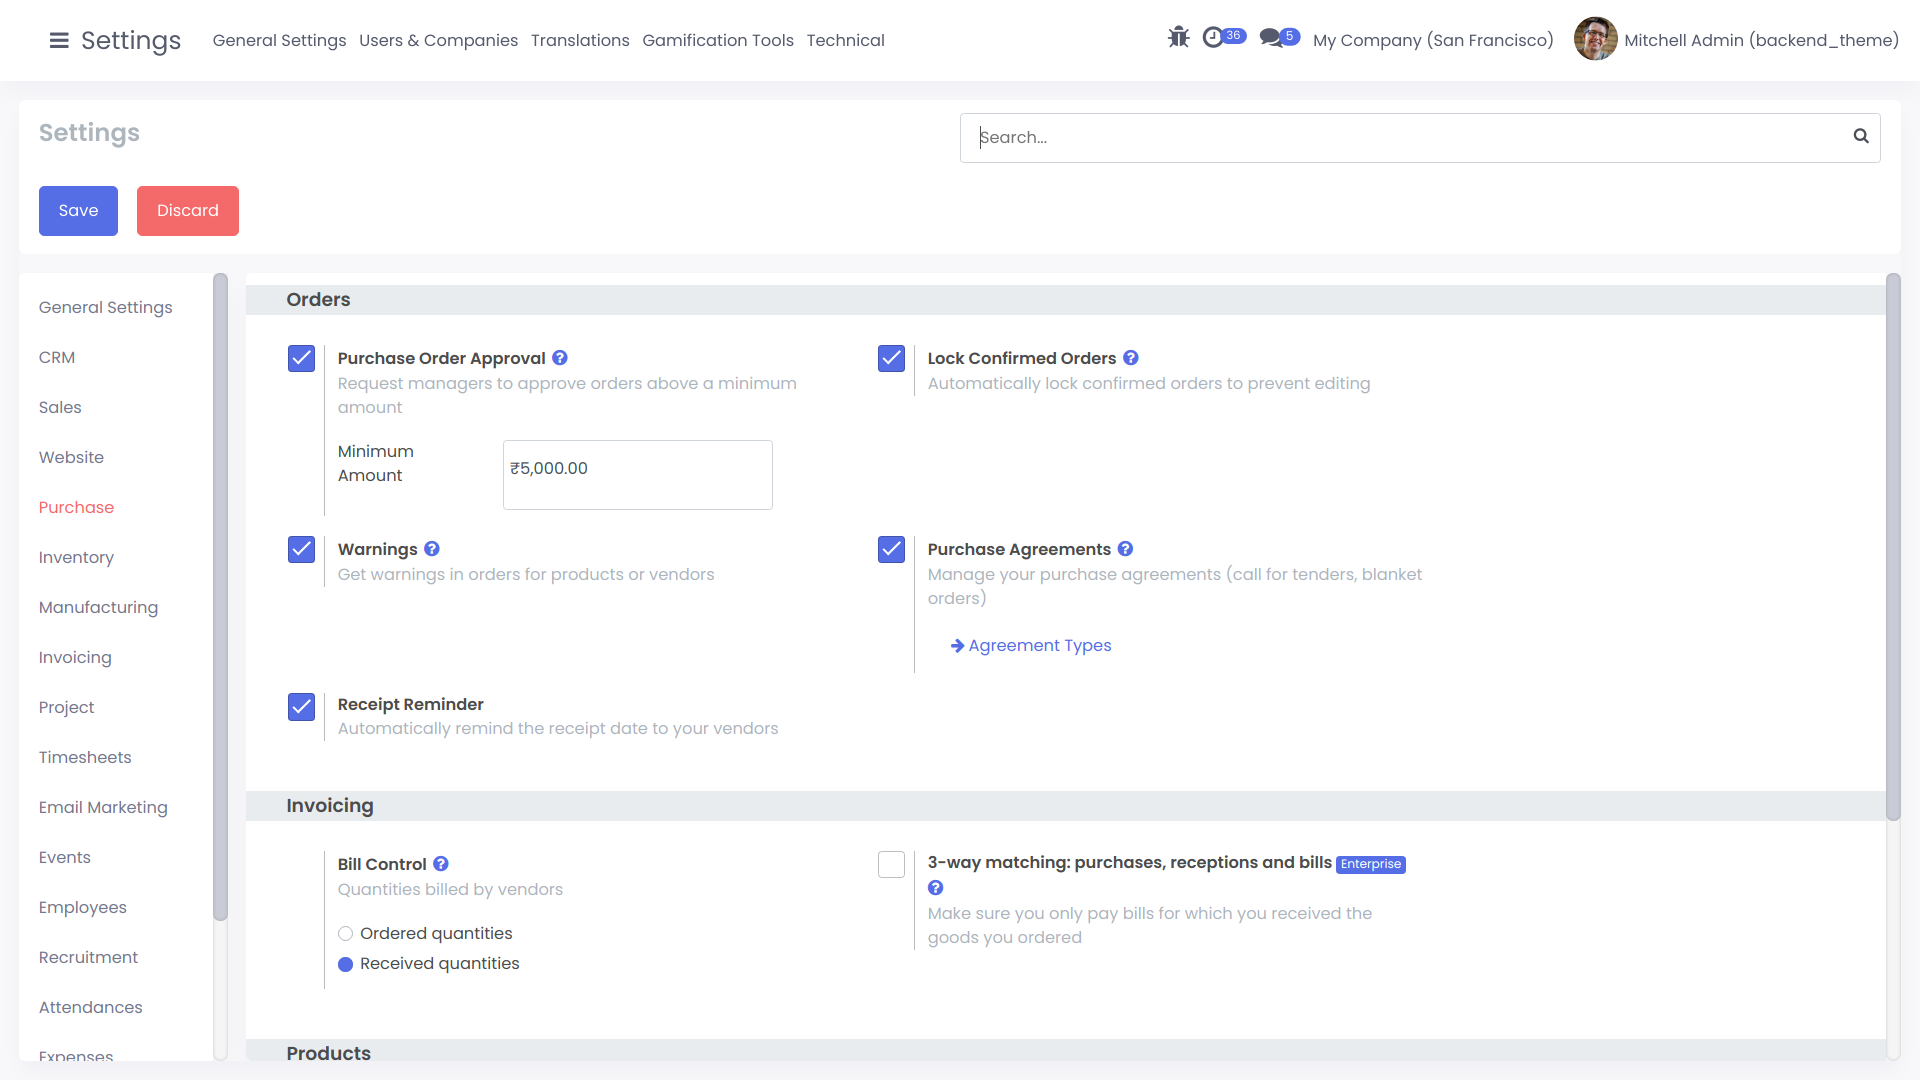 Settings
General Settings Users & Companies Translations Gamification Tools Technical
36 5 My Company (San Francisco) Mitchell Admin (backend_theme)
Settings
Search...
Save Discard
General Settings
CRM
Sales
Website
Purchase
Inventory
Manufacturing
Invoicing
Project
Timesheets
Email Marketing
Events
Employees
Recruitment
Attendances
Expenses
Orders
Purchase Order Approval
Request managers to approve orders above a minimum
amount
Minimum
Amount
₹5,000.00
Lock Confirmed Orders
Automatically lock confirmed orders to prevent editing
Warnings
Get warnings in orders for products or vendors
Purchase Agreements
Manage your purchase agreements (call for tenders, blanket
orders)
Agreement Types
Receipt Reminder
Automatically remind the receipt date to your vendors
Invoicing
Bill Control
Quantities billed by vendors
Ordered quantities
Received quantities
3-way matching: purchases, receptions and bills Enterprise
Make sure you only pay bills for which you received the
goods you ordered
Products